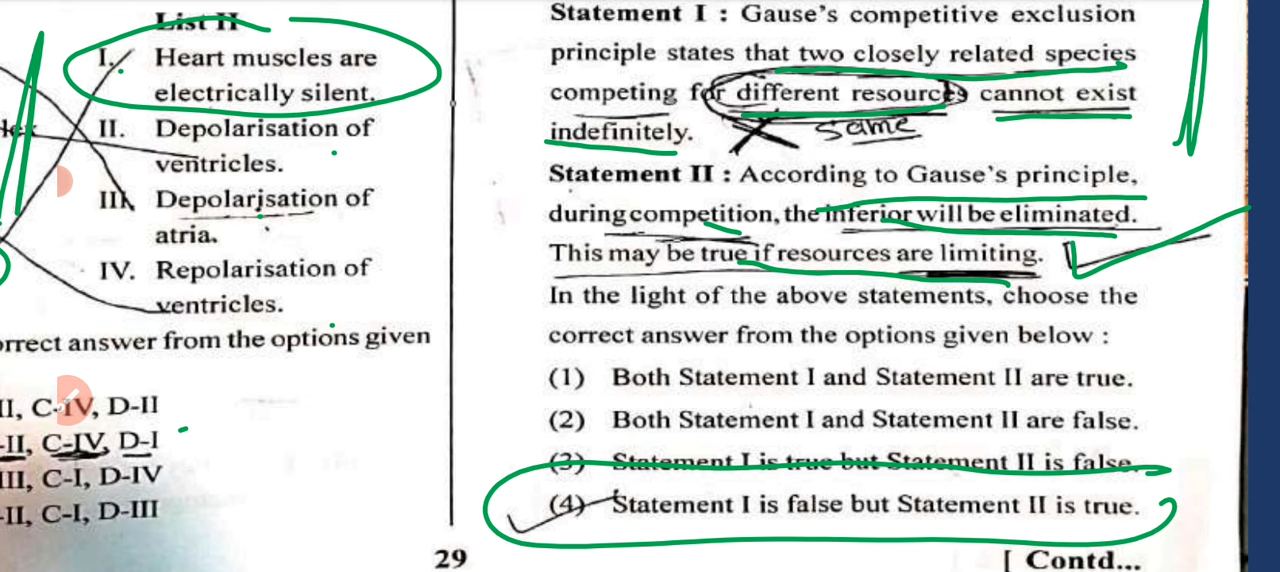 List II
I. Heart muscles are
electrically silent.
II. Depolarisation of
ventricles.
III. Depolarisation of
atria.
IV. Repolarisation of
ventricles.
orrect answer from the options given
II, C-IV, D-II
-II, C-IV, D-I
III, C-I, D-IV
-II, C-I, D-III
Statement I : Gause's competitive exclusion
principle states that two closely related species
competing for different resources cannot exist
indefinitely. same
Statement II : According to Gause's principle,
during competition, the inferior will be eliminated.
This may be true if resources are limiting.
In the light of the above statements, choose the
correct answer from the options given below :
(1) Both Statement I and Statement II are true.
(2) Both Statement I and Statement II are false.
(3) Statement I is true but Statement II is false.
(4) Statement I is false but Statement II is true.
29
[ Contd...